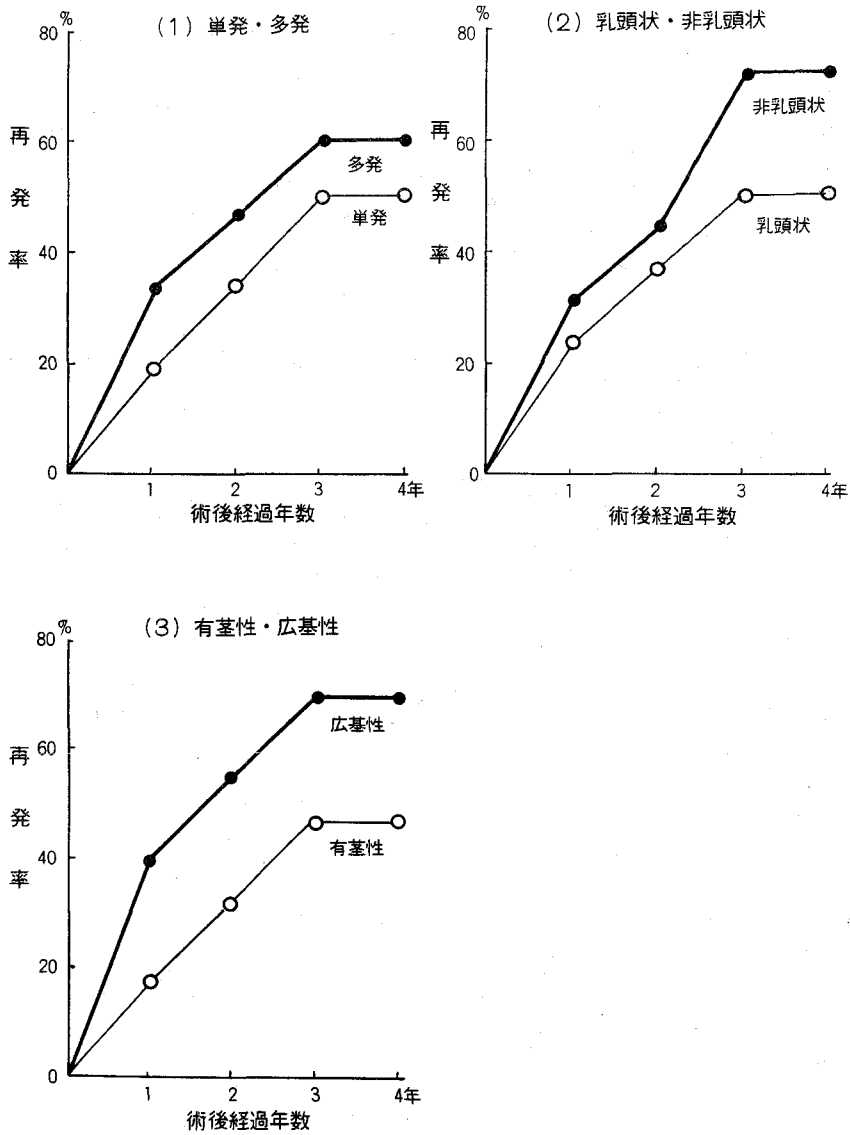 (1) 単発・多発
%
80
60
40
20
0
再発率
多発
単発
1 2 3 4年
術後経過年数
(2) 乳頭状・非乳頭状
%
80
60
40
20
0
再発率
非乳頭状
乳頭状
1 2 3 4年
術後経過年数
(3) 有茎性・広基性
%
80
60
40
20
0
再発率
広基性
有茎性
1 2 3 4年
術後経過年数